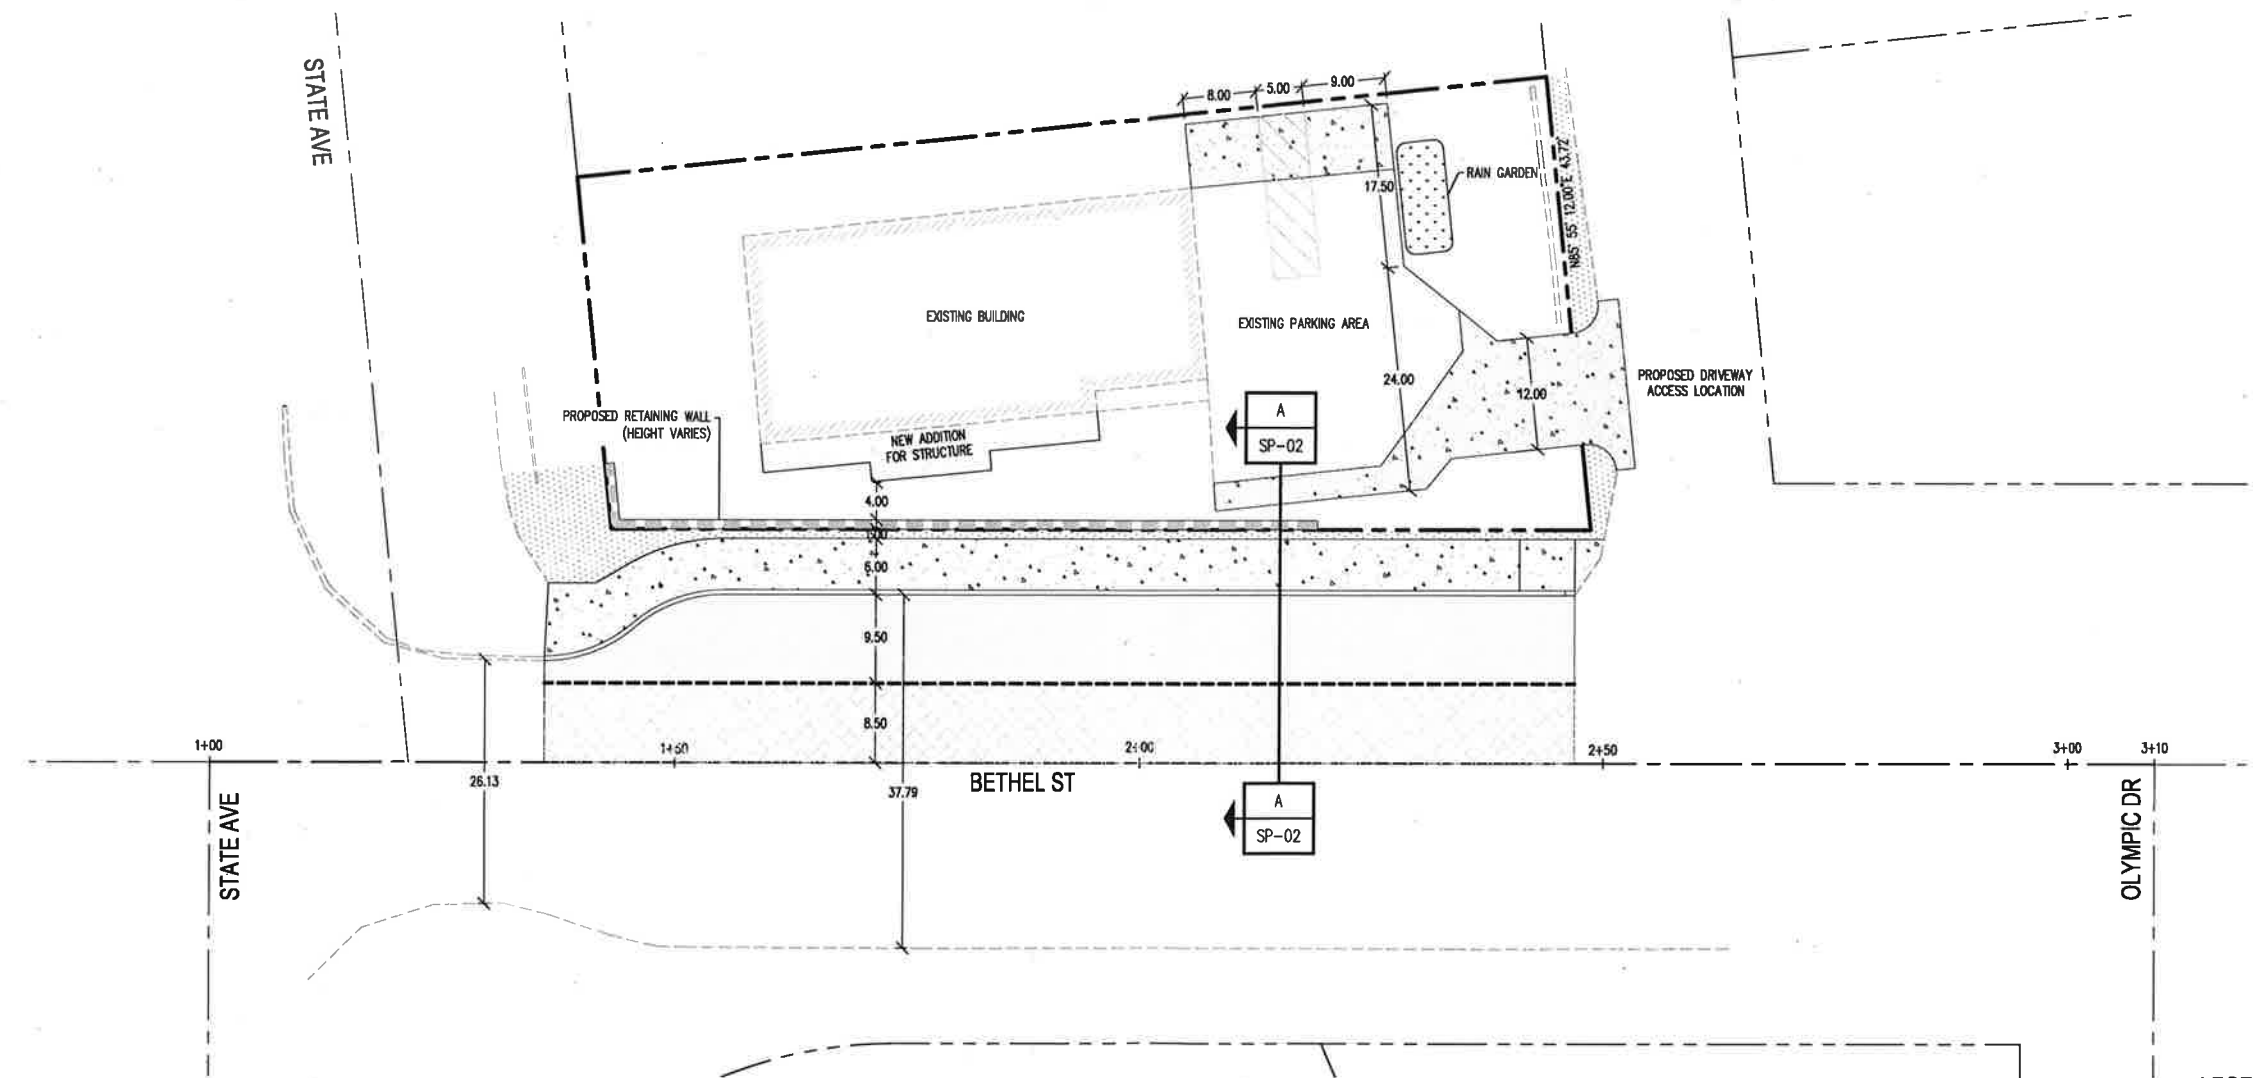 STATE AVE
8.00
5.00
9.00
17.50
RAIN GARDEN
N85° 55' 12.00"E 43.72'
EXISTING BUILDING
EXISTING PARKING AREA
PROPOSED DRIVEWAY
ACCESS LOCATION
24.00
12.00
PROPOSED RETAINING WALL
(HEIGHT VARIES)
NEW ADDITION
FOR STRUCTURE
A
SP-02
4.00
6.00
9.50
8.50
1+00
1+50
2+00
2+50
3+00
3+10
26.13
37.79
BETHEL ST
A
SP-02
STATE AVE
OLYMPIC DR